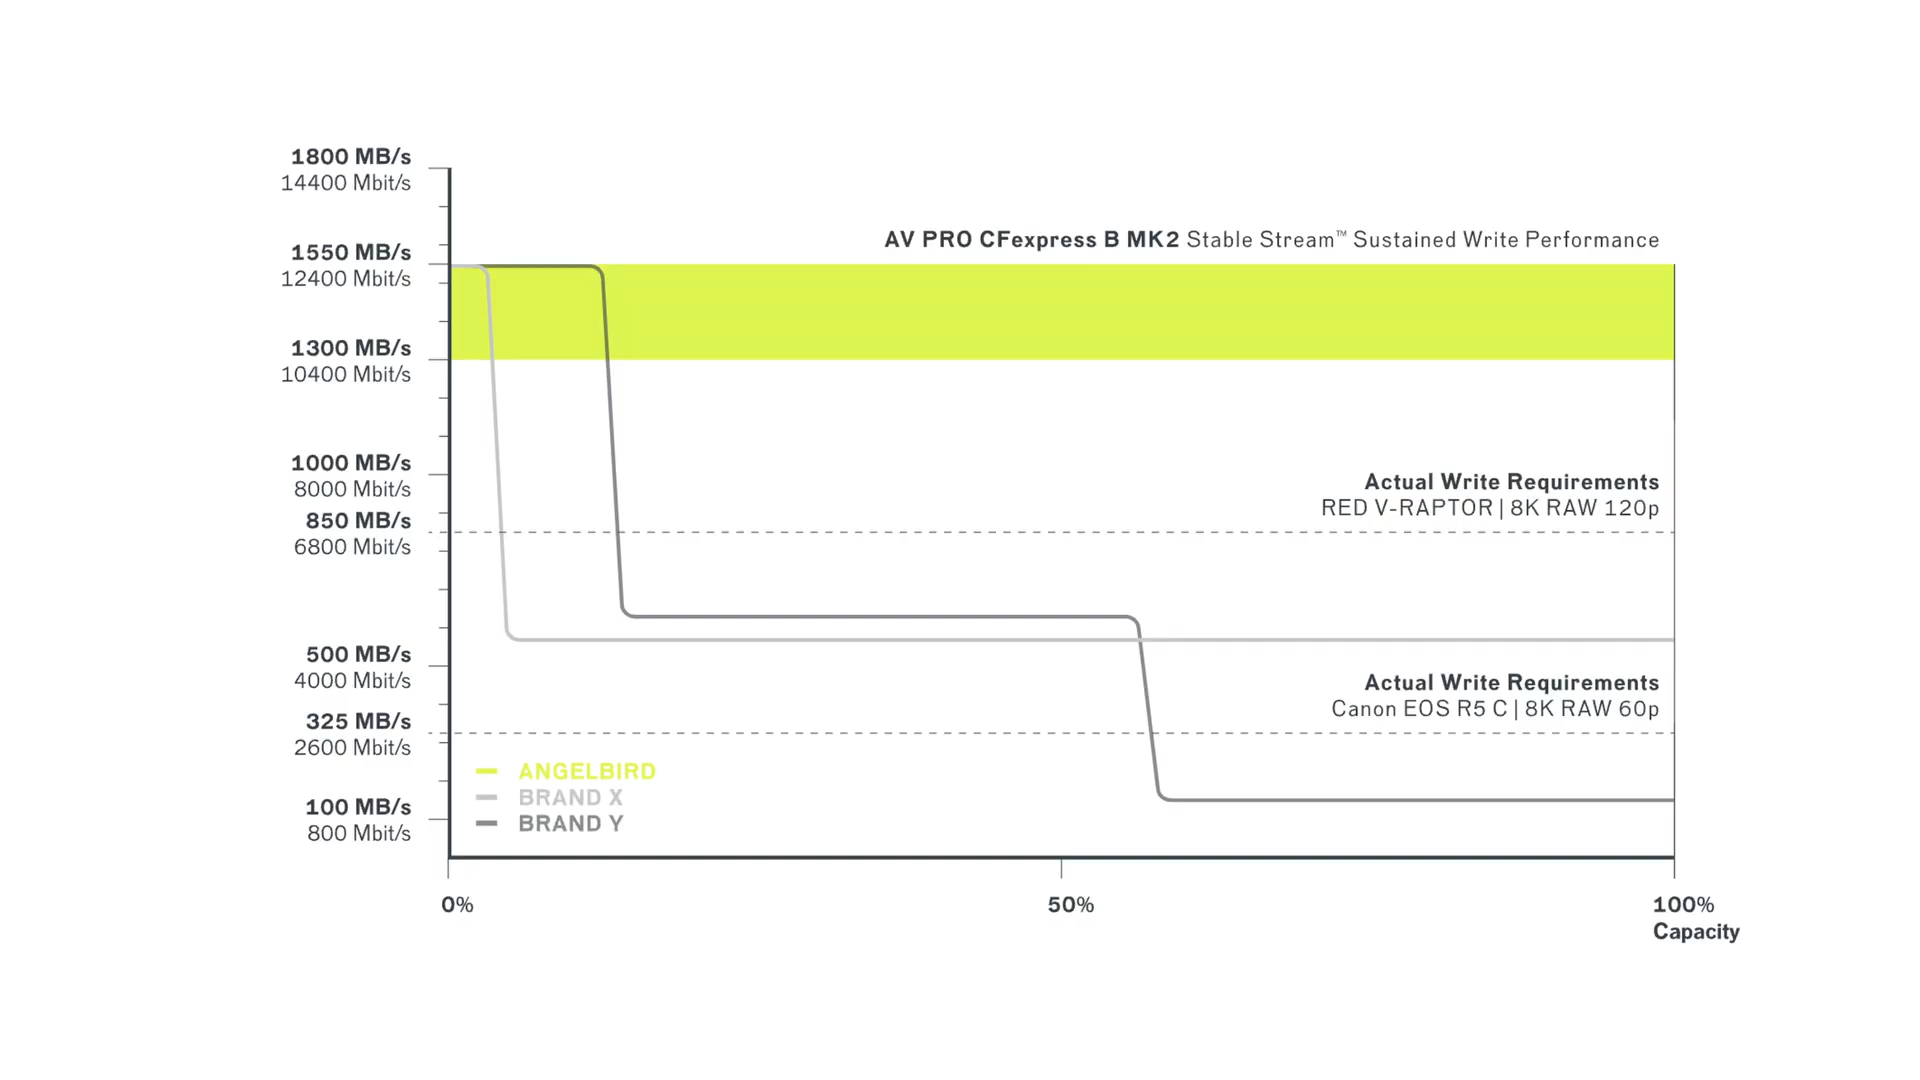 1800 MB/s
14400 Mbit/s
AV PRO CFexpress B MK2 Stable Stream™ Sustained Write Performance
1550 MB/s
12400 Mbit/s
1300 MB/s
10400 Mbit/s
1000 MB/s
8000 Mbit/s
Actual Write Requirements
RED V-RAPTOR | 8K RAW 120p
850 MB/s
6800 Mbit/s
500 MB/s
4000 Mbit/s
Actual Write Requirements
Canon EOS R5 C | 8K RAW 60p
325 MB/s
2600 Mbit/s
ANGELBIRD
BRAND X
BRAND Y
100 MB/s
800 Mbit/s
0%
50%
100%
Capacity